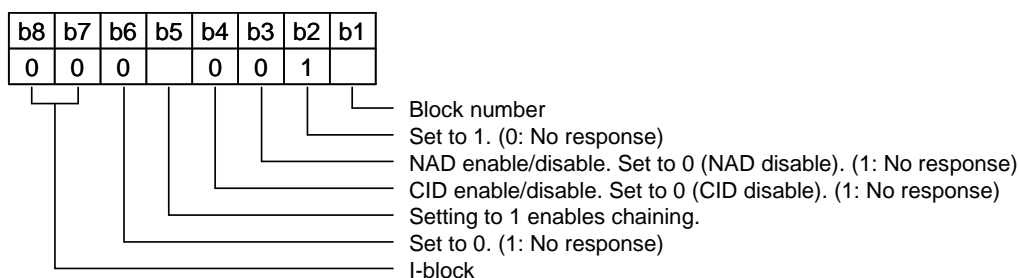 b8 b7 b6 b5 b4 b3 b2 b1
0 0 0 0 0 1
Block number
Set to 1. (0: No response)
NAD enable/disable. Set to 0 (NAD disable). (1: No response)
CID enable/disable. Set to 0 (CID disable). (1: No response)
Setting to 1 enables chaining.
Set to 0. (1: No response)
I-block